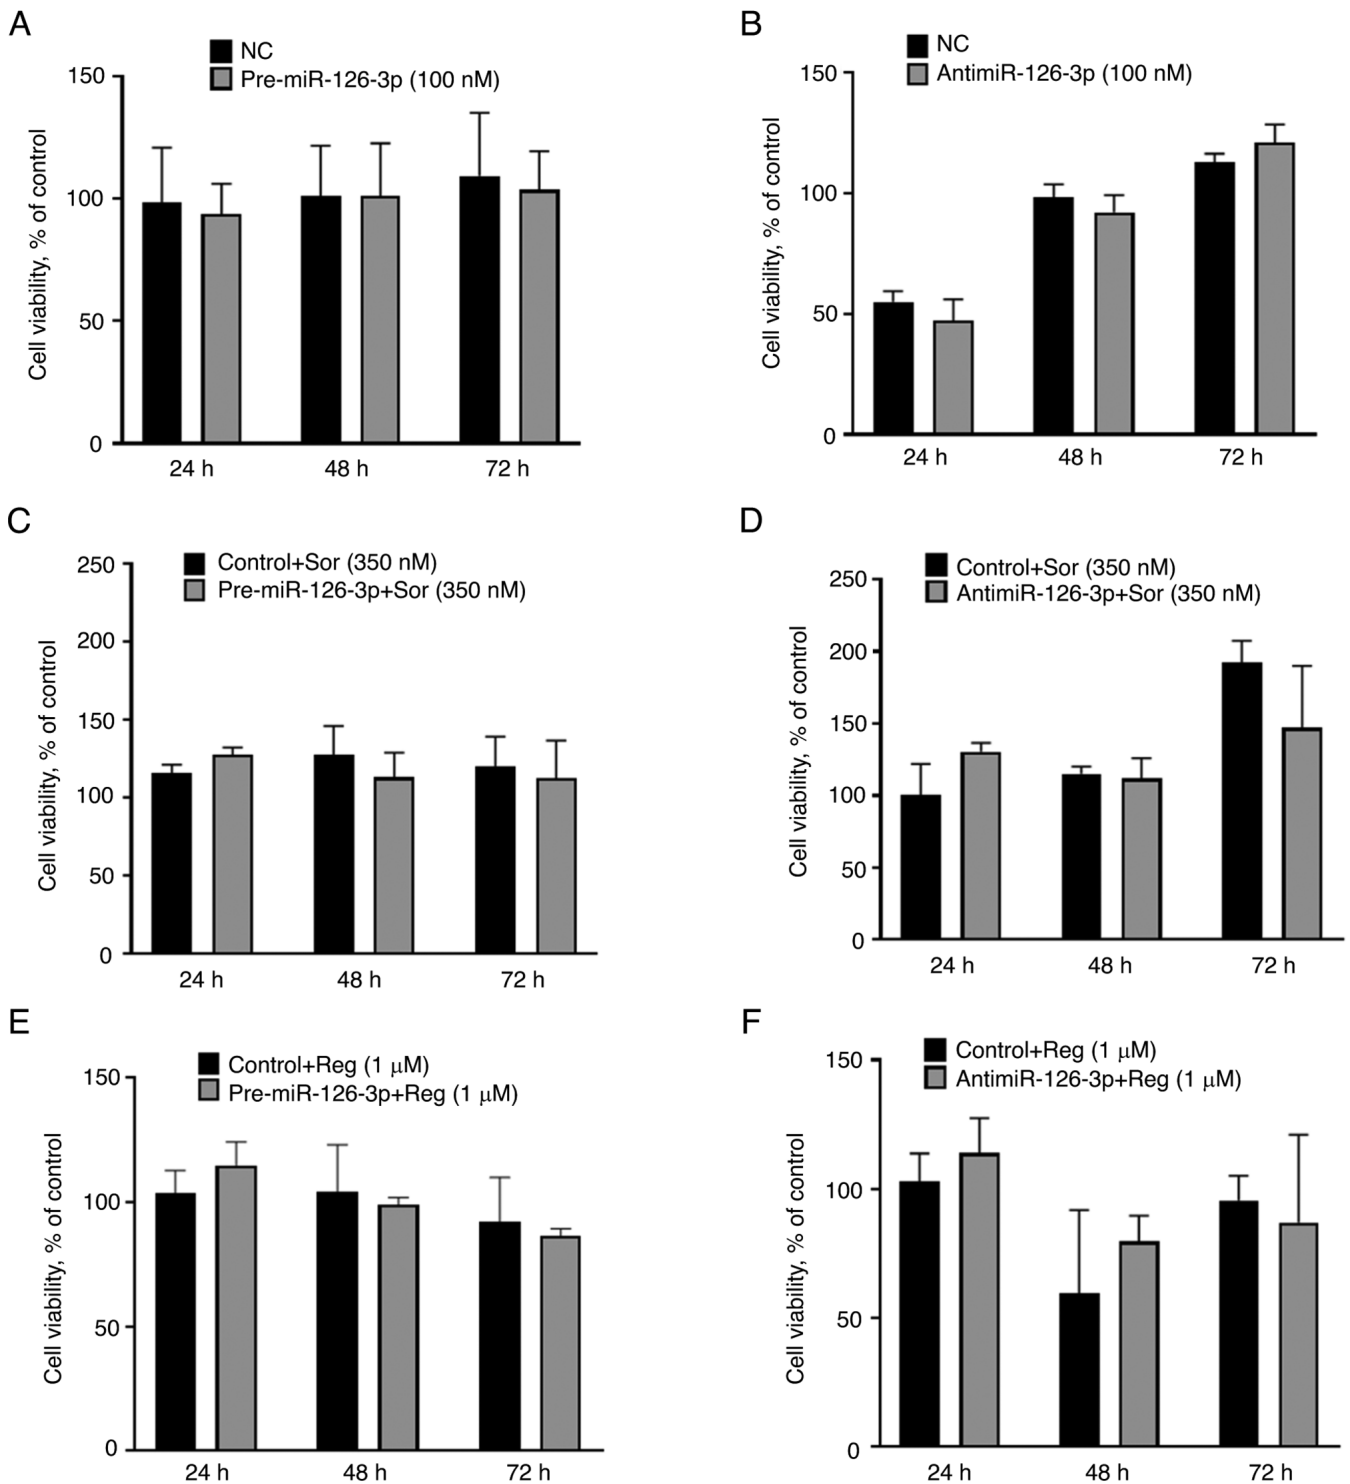 A
NC
Pre-miR-126-3p (100 nM)
Cell viability, % of control
150
100
50
0
24 h 48 h 72 h
B
NC
AntimiR-126-3p (100 nM)
Cell viability, % of control
150
100
50
0
24 h 48 h 72 h
C
Control+Sor (350 nM)
Pre-miR-126-3p+Sor (350 nM)
Cell viability, % of control
250
200
150
100
50
0
24 h 48 h 72 h
D
Control+Sor (350 nM)
AntimiR-126-3p+Sor (350 nM)
Cell viability, % of control
250
200
150
100
50
0
24 h 48 h 72 h
E
Control+Reg (1 μM)
Pre-miR-126-3p+Reg (1 μM)
Cell viability, % of control
150
100
50
0
24 h 48 h 72 h
F
Control+Reg (1 μM)
AntimiR-126-3p+Reg (1 μM)
Cell viability, % of control
150
100
50
0
24 h 48 h 72 h